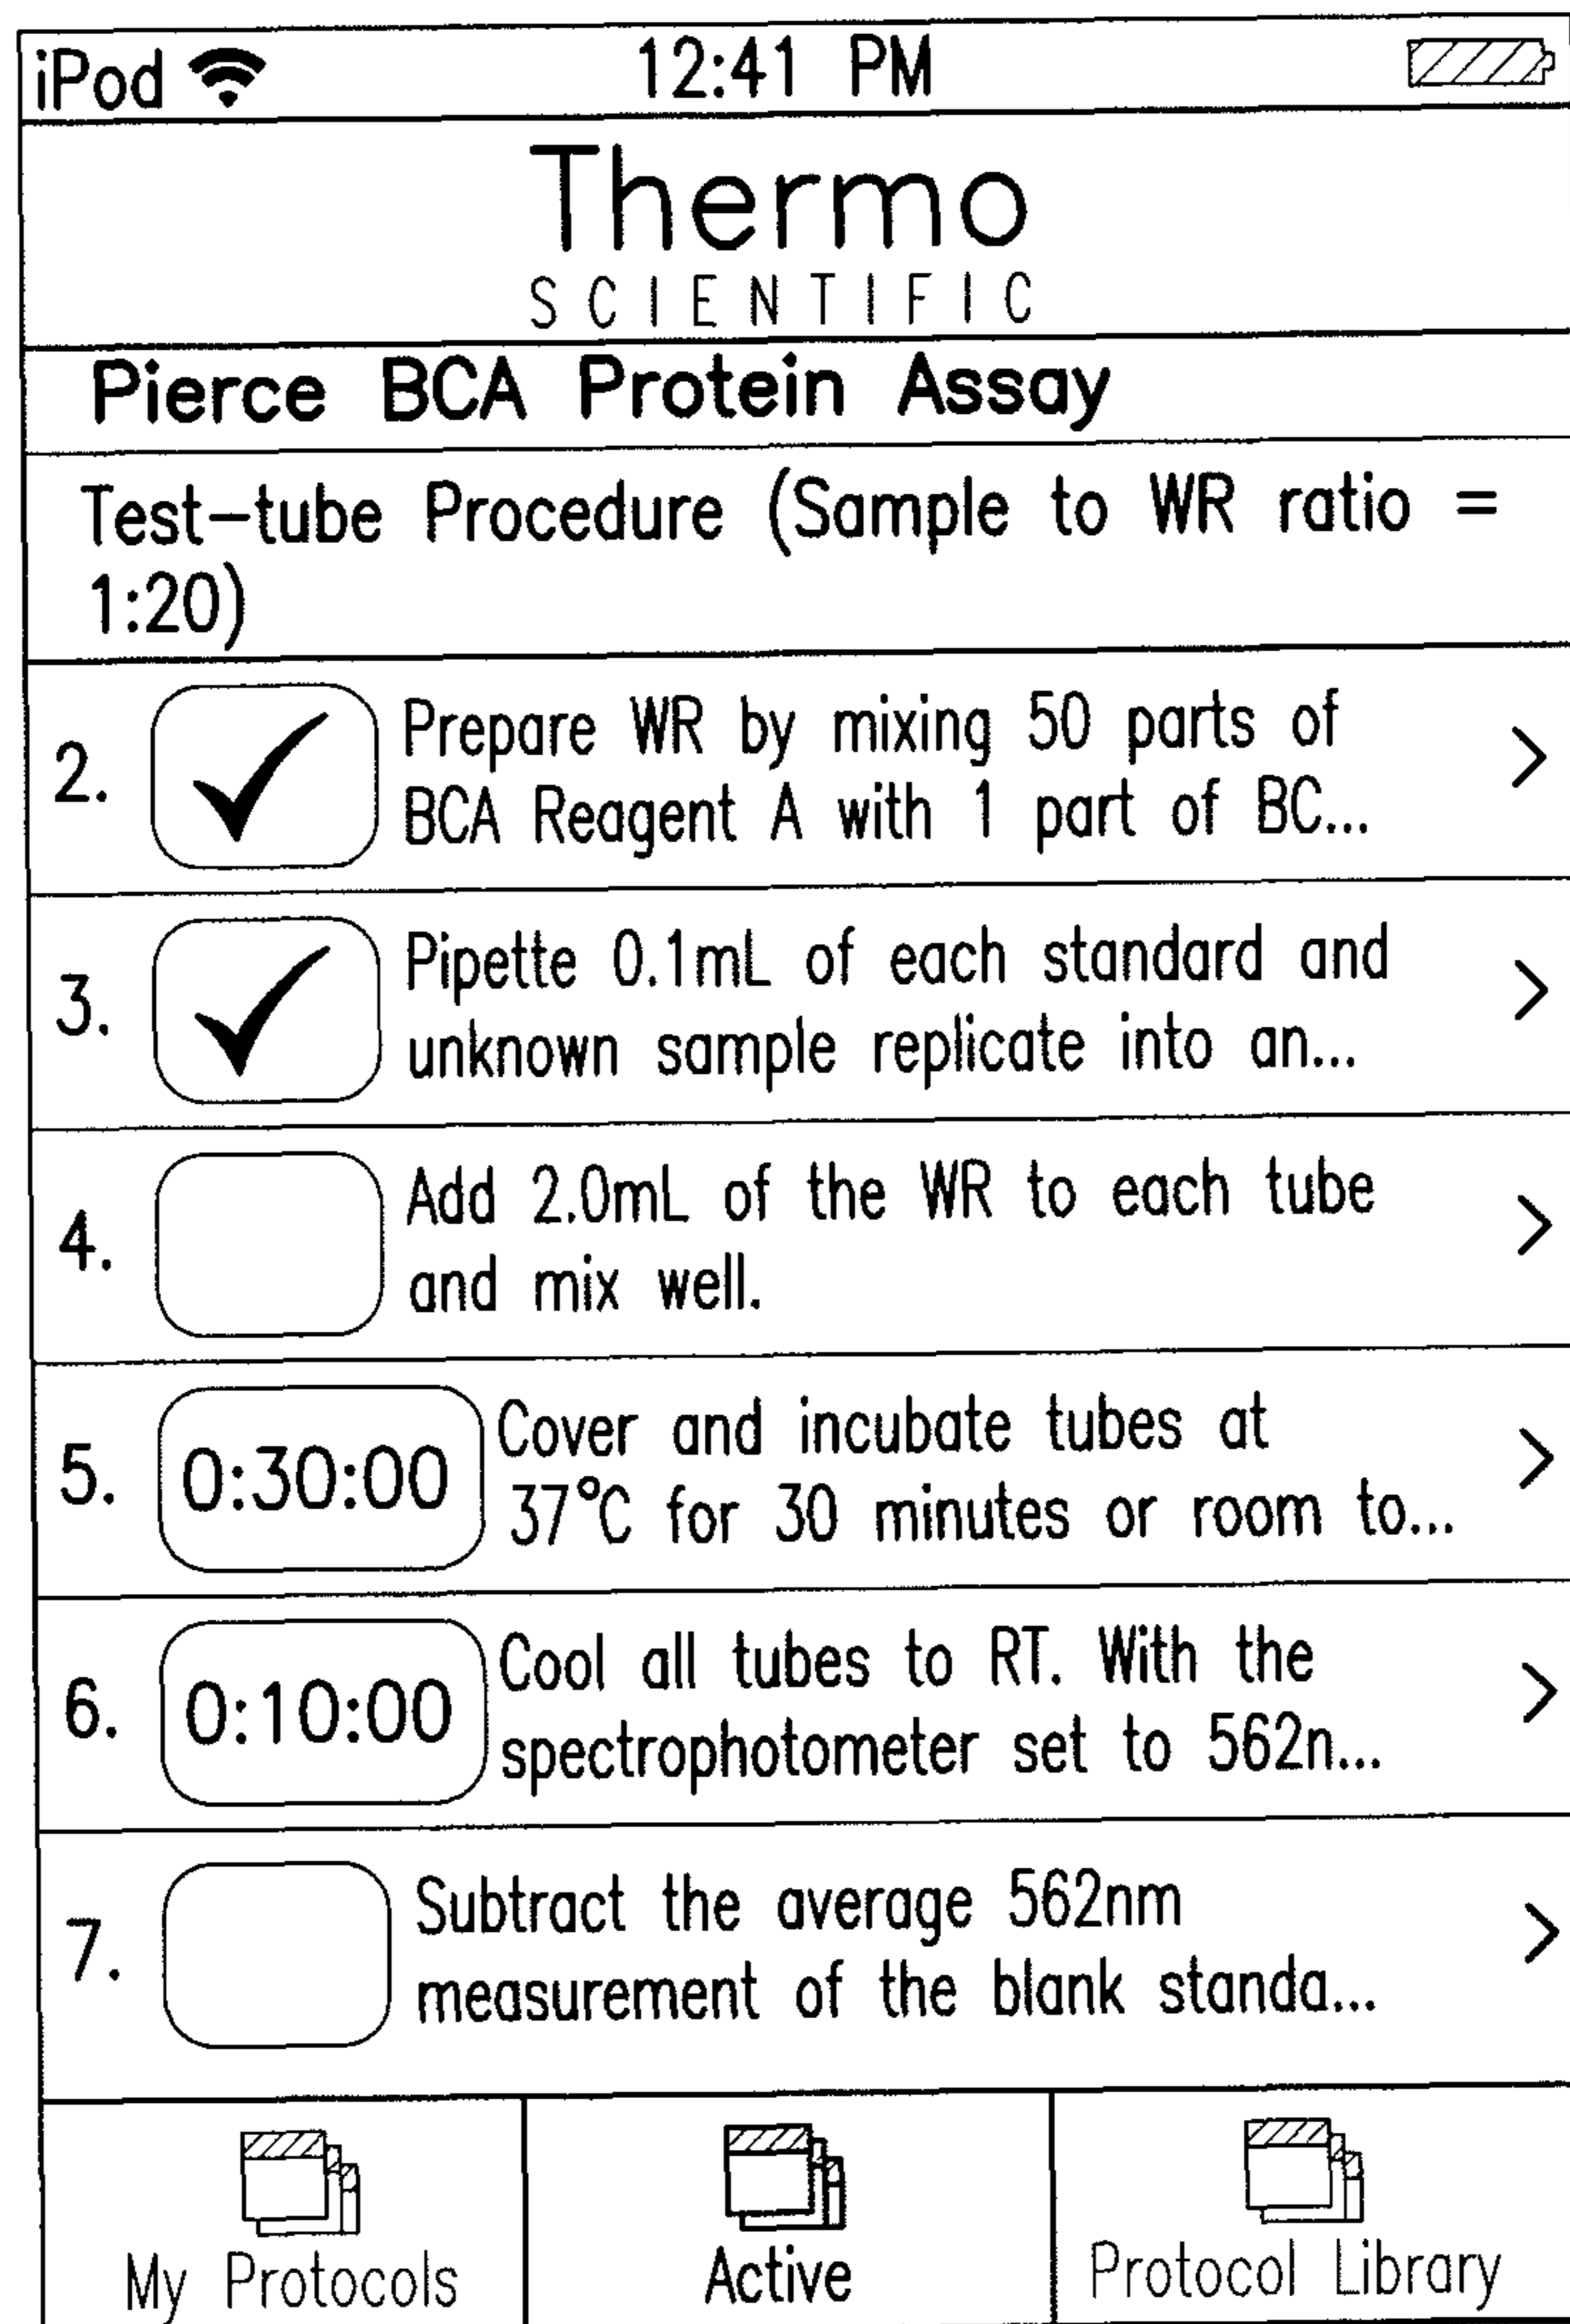 iPod 12:41 PM
Thermo
SCIENTIFIC
Pierce BCA Protein Assay
Test-tube Procedure (Sample to WR ratio =
1:20)
2. Prepare WR by mixing 50 parts of
BCA Reagent A with 1 part of BC...
3. Pipette 0.1mL of each standard and
unknown sample replicate into an...
4. Add 2.0mL of the WR to each tube
and mix well.
5. 0:30:00 Cover and incubate tubes at
37°C for 30 minutes or room to...
6. 0:10:00 Cool all tubes to RT. With the
spectrophotometer set to 562n...
7. Subtract the average 562nm
measurement of the blank standa...
My Protocols Active Protocol Library